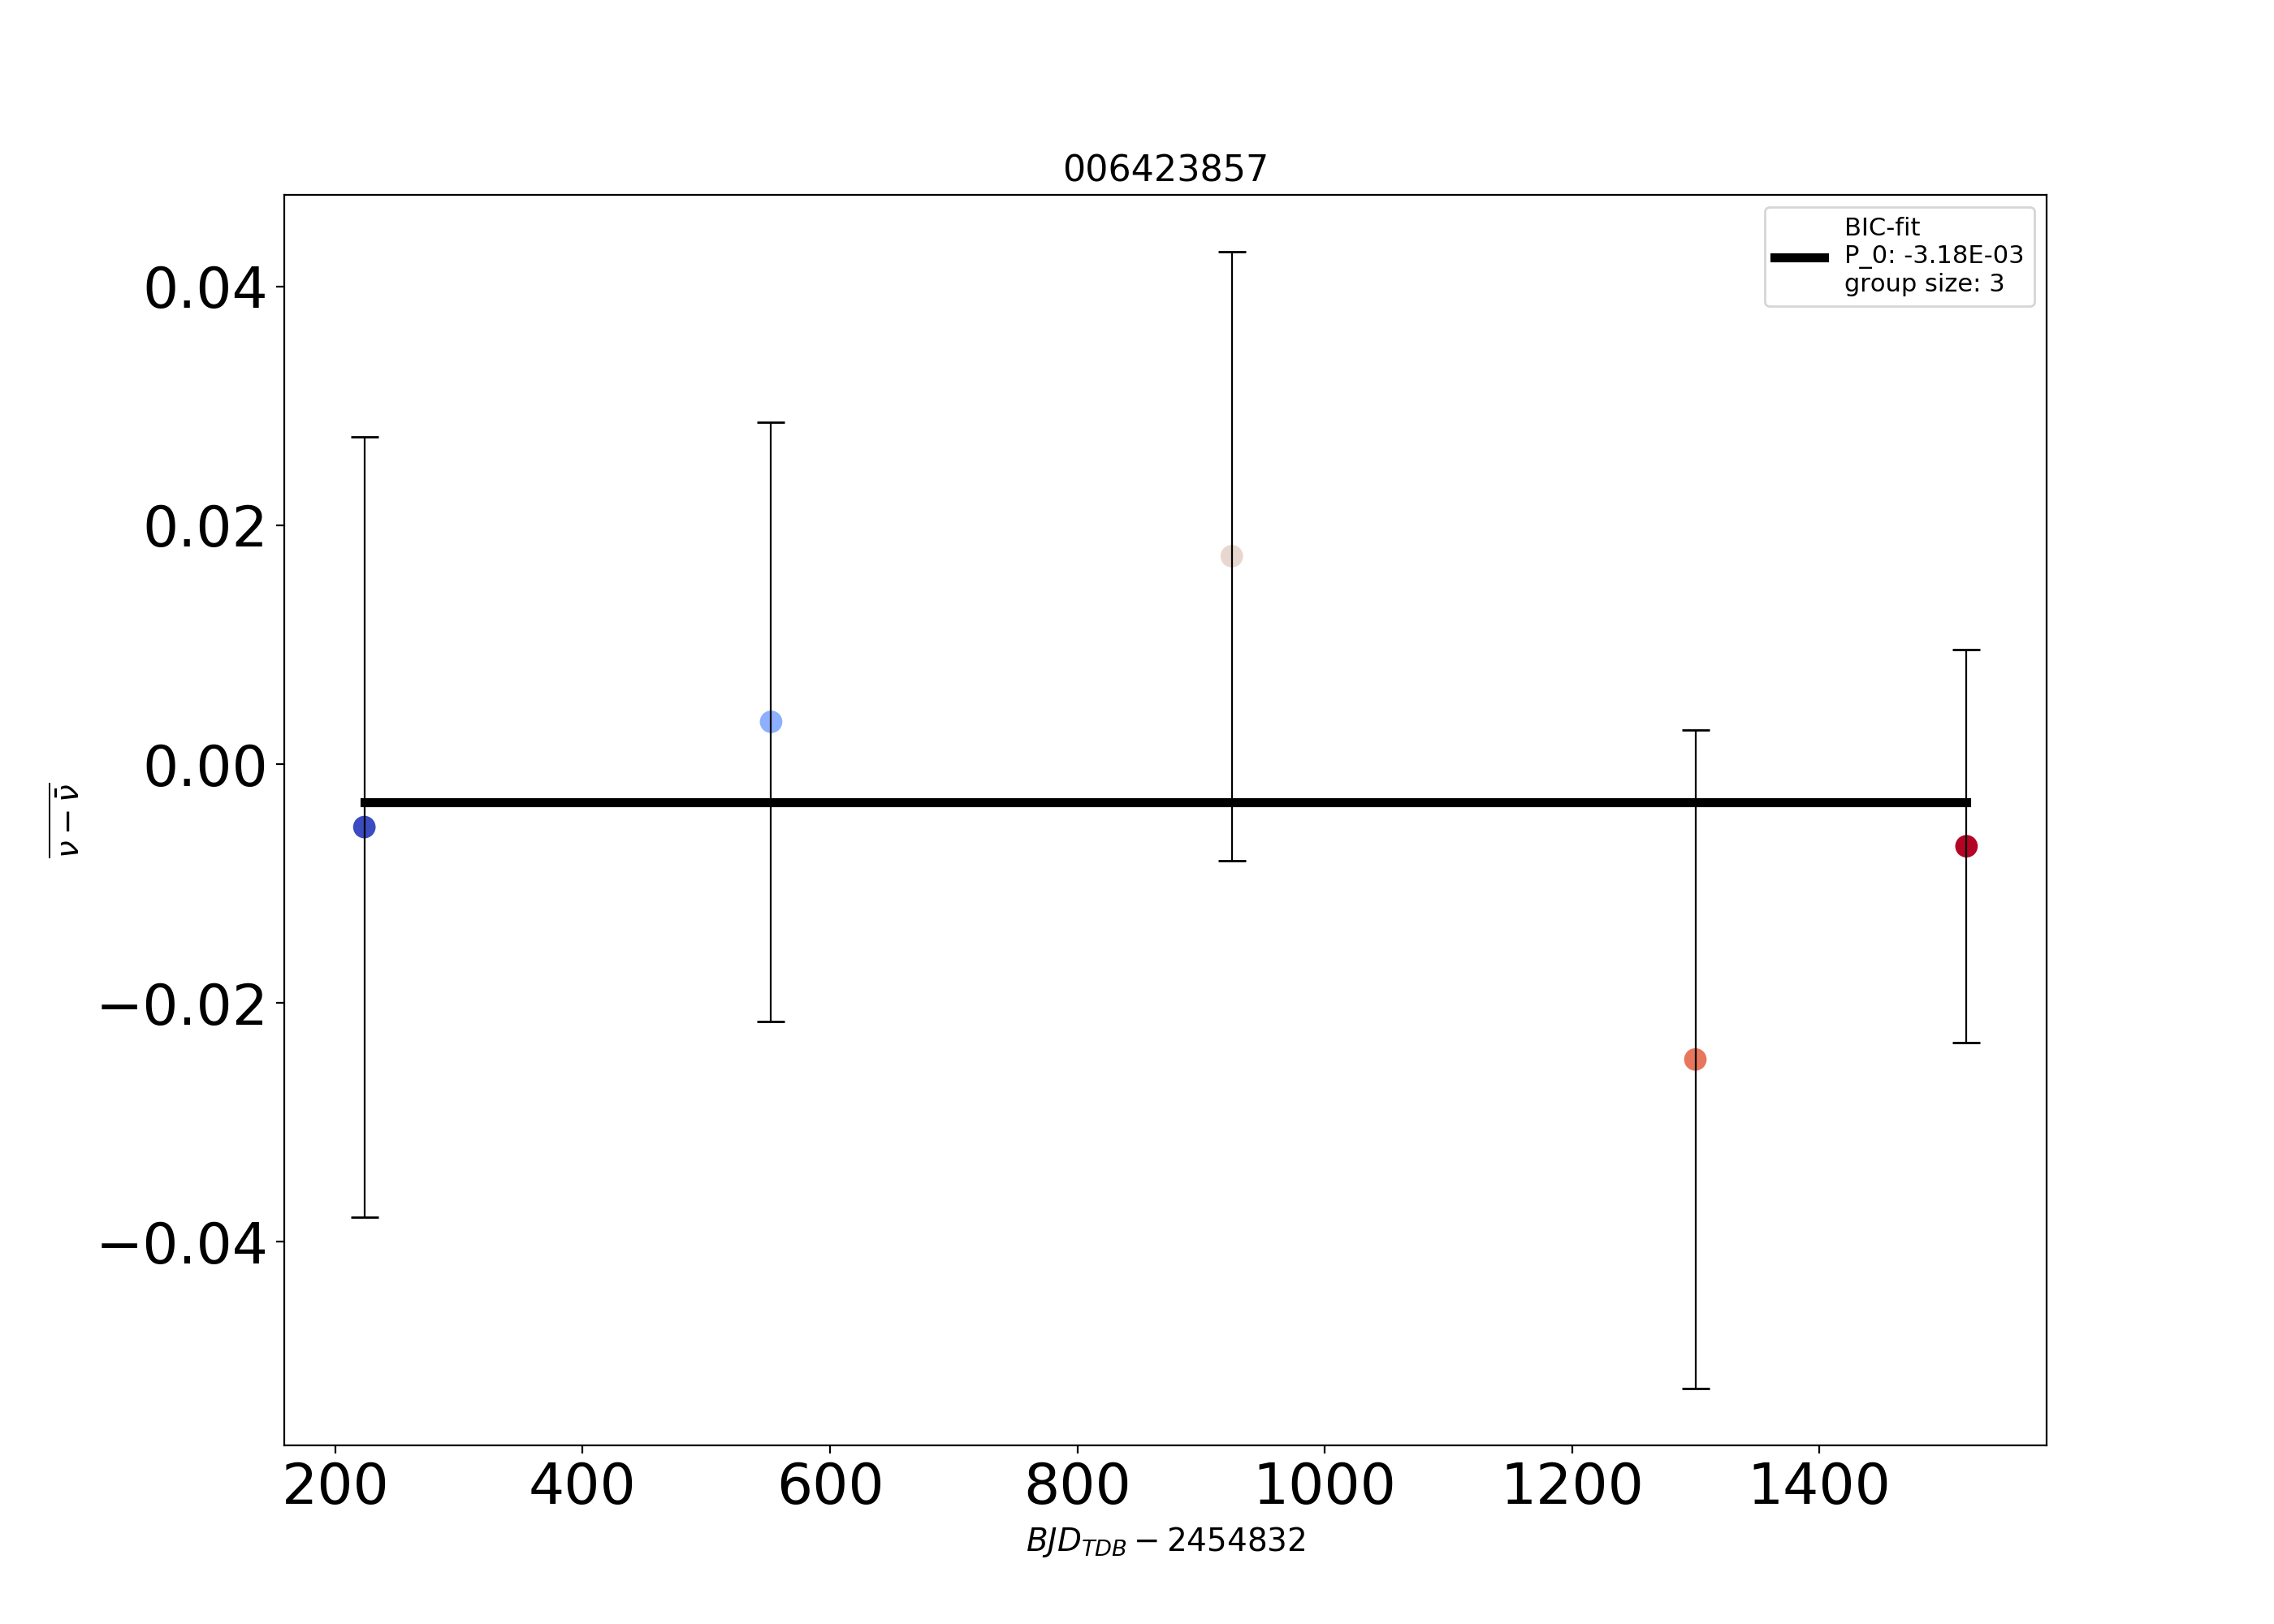 006423857
BIC-fit
P_0: -3.18E-03
group size: 3
0.04
0.02
0.00
−0.02
−0.04
ν − ν̄
200 400 600 800 1000 1200 1400
BJD_TDB − 2454832